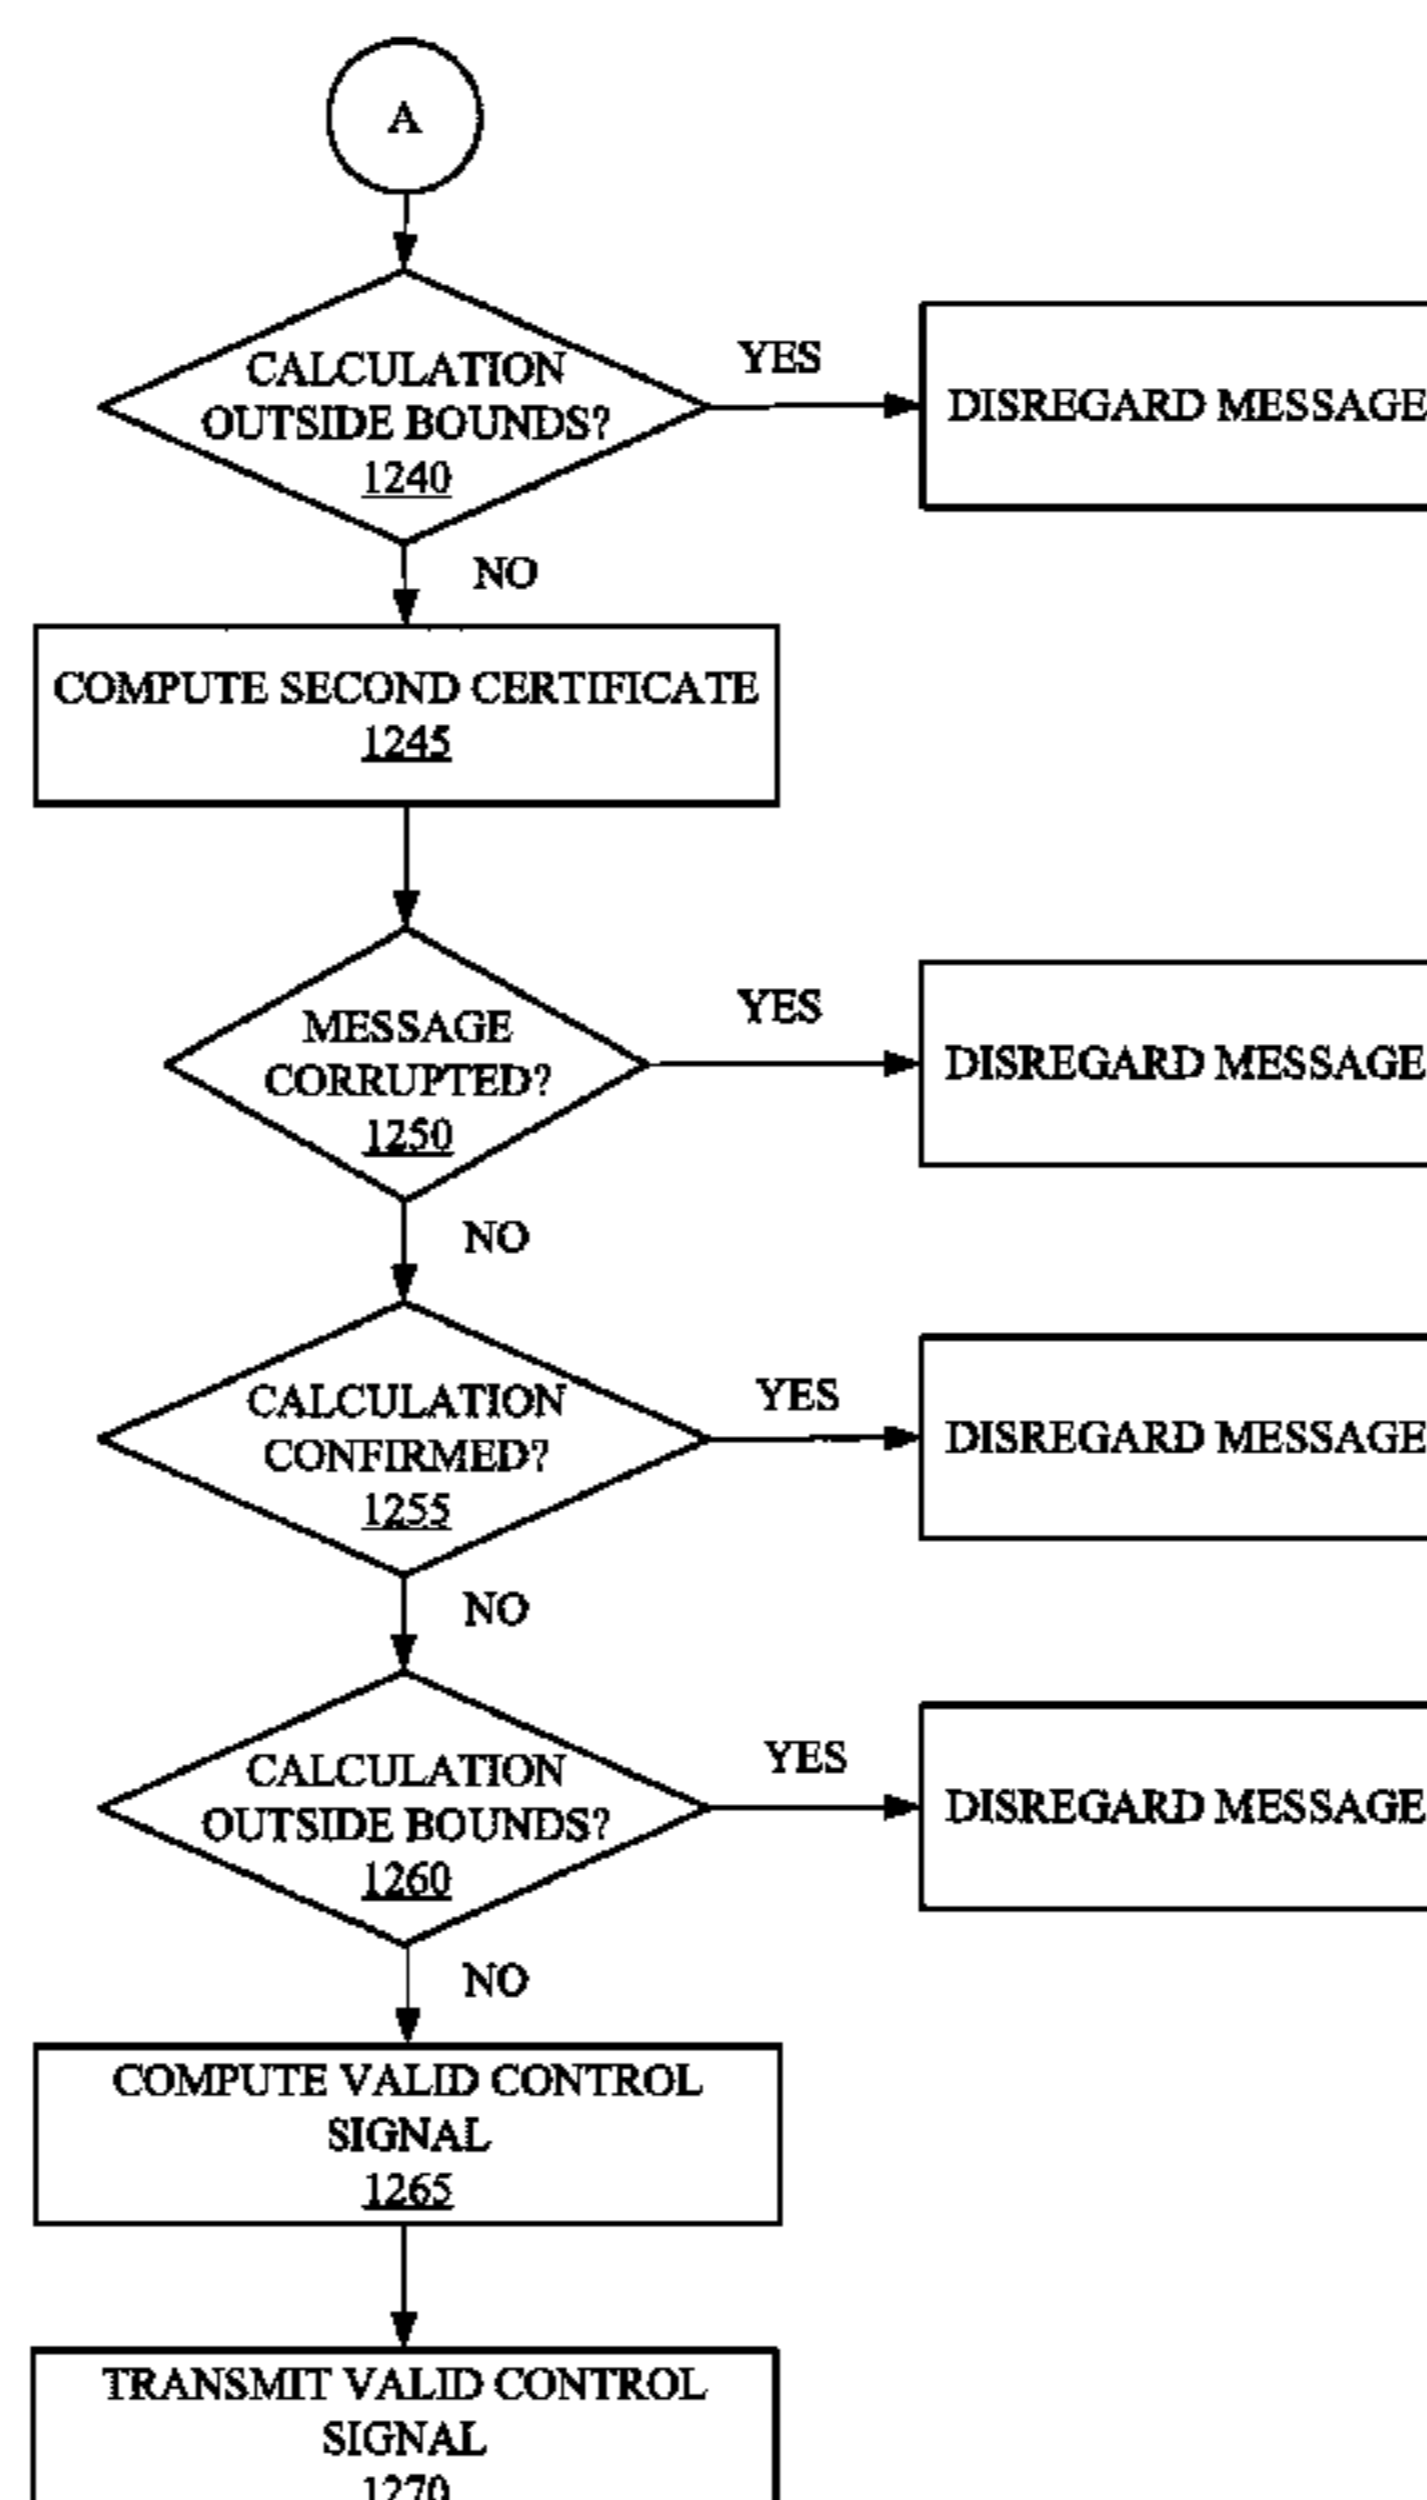 A
CALCULATION
OUTSIDE BOUNDS?
1240
YES
DISREGARD MESSAGE
NO
COMPUTE SECOND CERTIFICATE
1245
MESSAGE
CORRUPTED?
1250
YES
DISREGARD MESSAGE
NO
CALCULATION
CONFIRMED?
1255
YES
DISREGARD MESSAGE
NO
CALCULATION
OUTSIDE BOUNDS?
1260
YES
DISREGARD MESSAGE
NO
COMPUTE VALID CONTROL
SIGNAL
1265
TRANSMIT VALID CONTROL
SIGNAL
1270